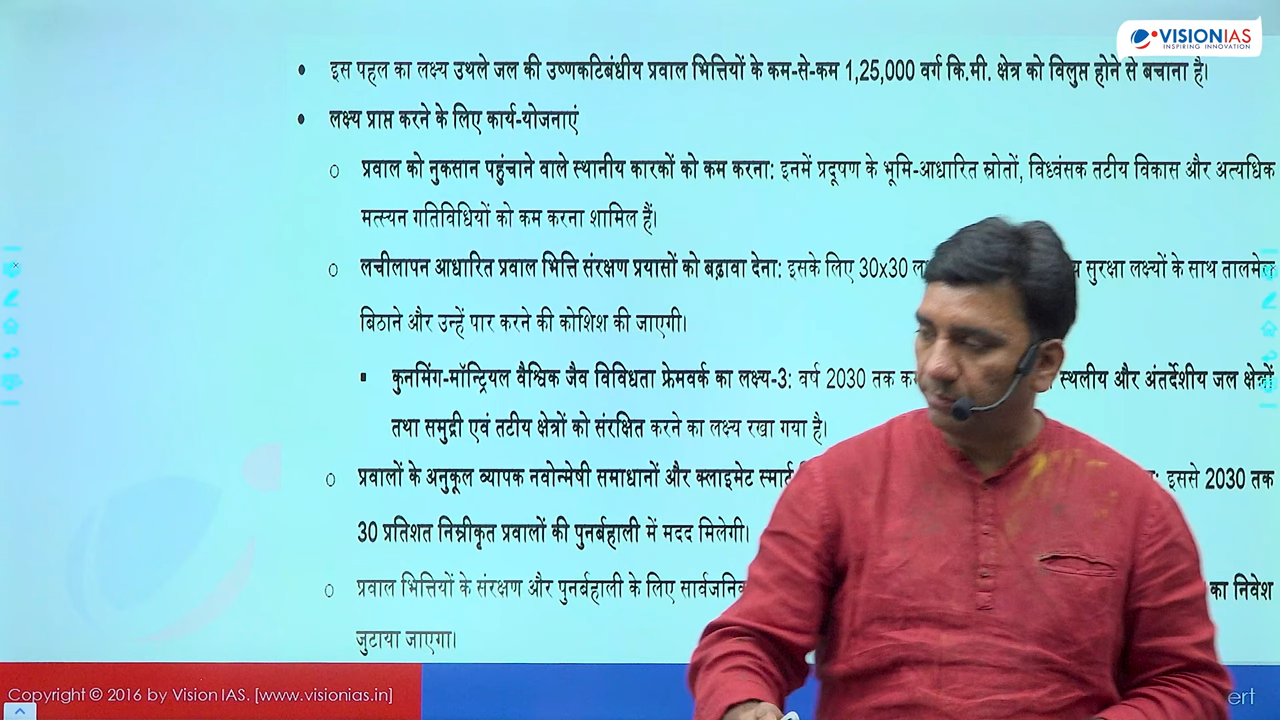 VISIONIAS
INSPIRING INNOVATION
• इस पहल का लक्ष्य उथले जल की उष्णकटिबंधीय प्रवाल भित्तियों के कम-से-कम 1,25,000 वर्ग कि.मी. क्षेत्र को विलुप्त होने से बचाना है।
• लक्ष्य प्राप्त करने के लिए कार्य-योजनाएं
o प्रवाल को नुकसान पहुंचाने वाले स्थानीय कारकों को कम करना: इनमें प्रदूषण के भूमि-आधारित स्रोतों, विध्वंसक तटीय विकास और अत्यधिक
मत्स्यन गतिविधियों को कम करना शामिल हैं।
o लचीलापन आधारित प्रवाल भित्ति संरक्षण प्रयासों को बढ़ावा देना: इसके लिए 30x30 सुरक्षा लक्ष्यों के साथ तालमेल
बिठाने और उन्हें पार करने की कोशिश की जाएगी।
▪ कुनमिंग-मॉन्ट्रियल वैश्विक जैव विविधता फ्रेमवर्क का लक्ष्य-3: वर्ष 2030 तक स्थलीय और अंतर्देशीय जल क्षेत्रों
तथा समुद्री एवं तटीय क्षेत्रों को संरक्षित करने का लक्ष्य रखा गया है।
o प्रवालों के अनुकूल व्यापक नवोन्मेषी समाधानों और क्लाइमेट स्मार्ट इससे 2030 तक
30 प्रतिशत निम्नीकृत प्रवालों की पुनर्बहाली में मदद मिलेगी।
o प्रवाल भित्तियों के संरक्षण और पुनर्बहाली के लिए का निवेश
जुटाया जाएगा।
Copyright © 2016 by Vision IAS. [www.visionias.in]